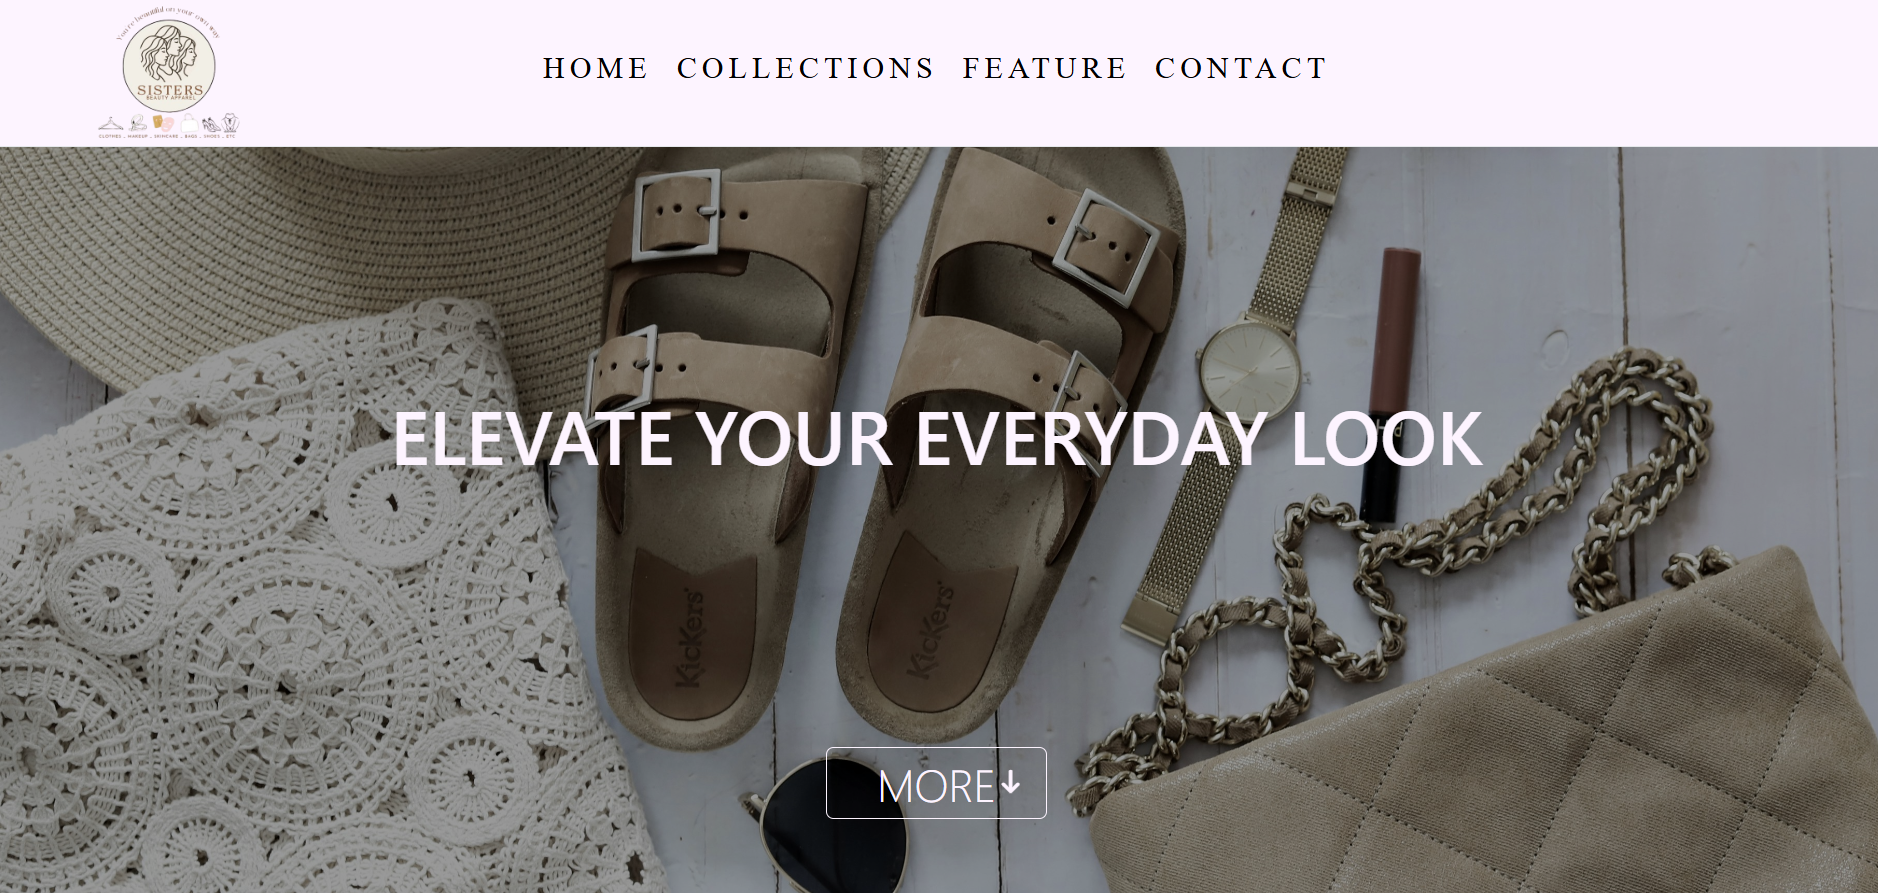 You're beautiful on your own way
SISTERS
BEAUTY APPAREL
CLOTHES . MAKEUP . SKINCARE . BAGS . SHOES . ETC
HOME COLLECTIONS FEATURE CONTACT
ELEVATE YOUR EVERYDAY LOOK
KicKers
KicKers
MORE